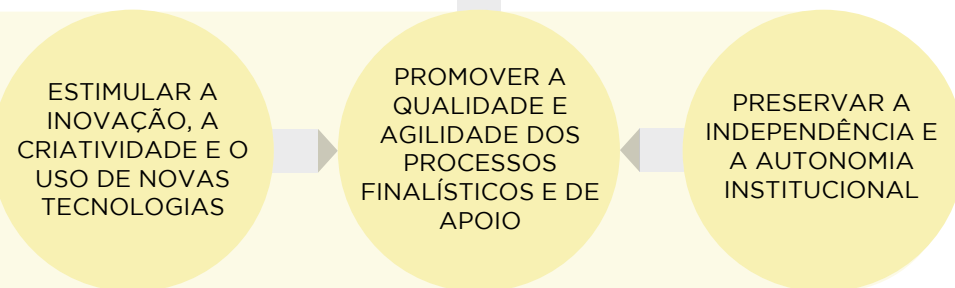 ESTIMULAR A
INOVAÇÃO, A
CRIATIVIDADE E O
USO DE NOVAS
TECNOLOGIAS
PROMOVER A
QUALIDADE E
AGILIDADE DOS
PROCESSOS
FINALÍSTICOS E DE
APOIO
PRESERVAR A
INDEPENDÊNCIA E
A AUTONOMIA
INSTITUCIONAL